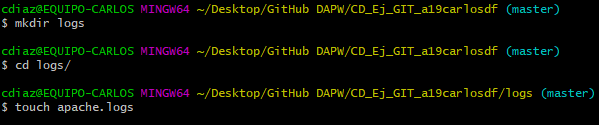 cdiaz@EQUIPO-CARLOS MINGW64 ~/Desktop/GitHub DAPW/CD_Ej_GIT_a19carlosdf (master)
$ mkdir logs
cdiaz@EQUIPO-CARLOS MINGW64 ~/Desktop/GitHub DAPW/CD_Ej_GIT_a19carlosdf (master)
$ cd logs/
cdiaz@EQUIPO-CARLOS MINGW64 ~/Desktop/GitHub DAPW/CD_Ej_GIT_a19carlosdf/logs (master)
$ touch apache.logs